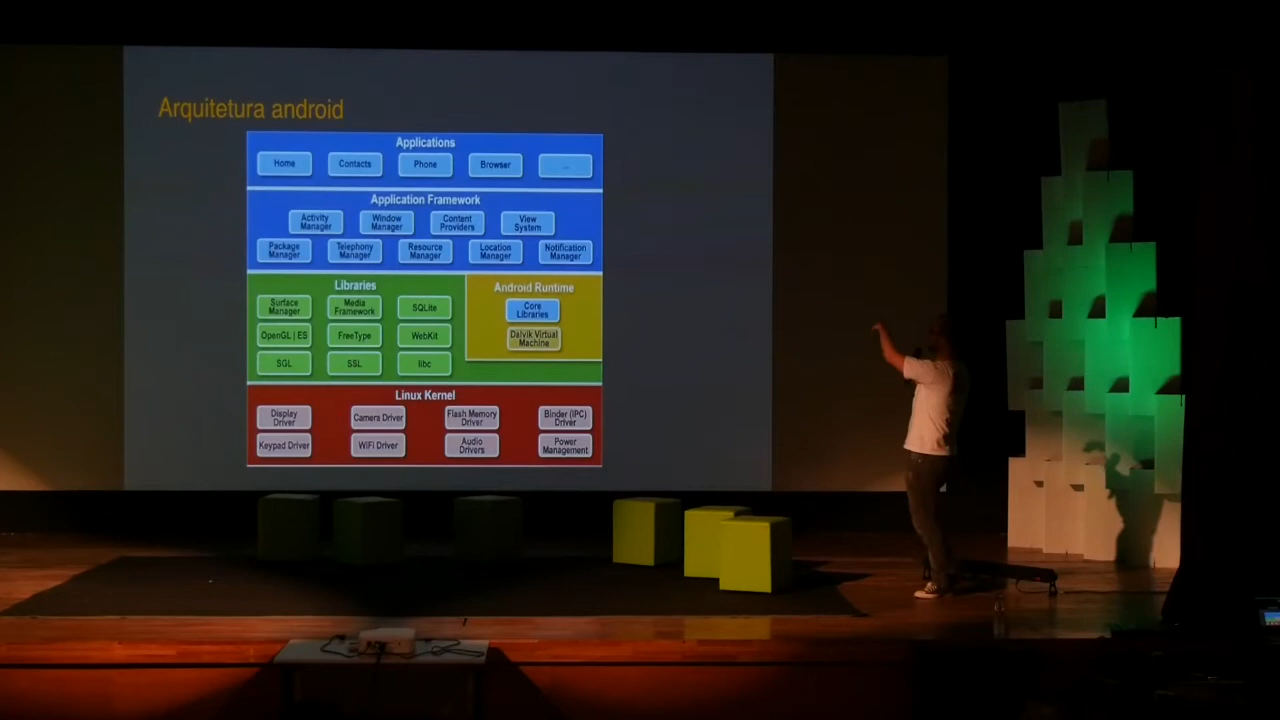 Arquitetura android
Applications
Home
Contacts
Phone
Browser
...
Application Framework
Activity
Manager
Window
Manager
Content
Providers
View
System
Package
Manager
Telephony
Manager
Resource
Manager
Location
Manager
Notification
Manager
Libraries
Surface
Manager
Media
Framework
SQLite
OpenGL | ES
FreeType
WebKit
SGL
SSL
libc
Android Runtime
Core
Libraries
Dalvik Virtual
Machine
Linux Kernel
Display
Driver
Camera Driver
Flash Memory
Driver
Binder (IPC)
Driver
Keypad Driver
WiFi Driver
Audio
Drivers
Power
Management